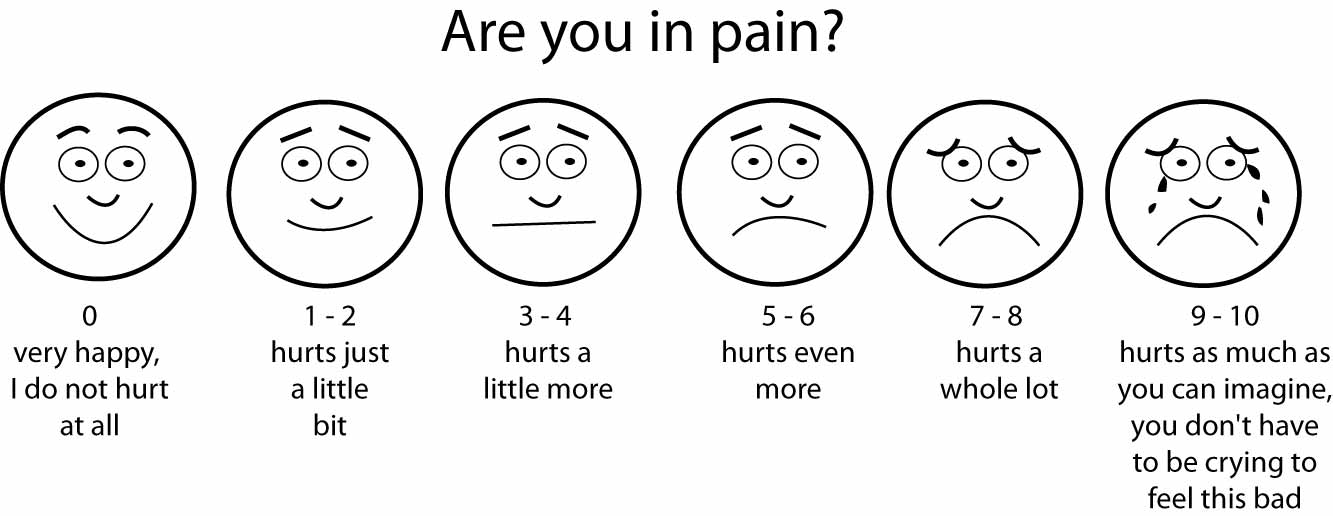 Are you in pain?
0
very happy,
I do not hurt
at all
1 - 2
hurts just
a little
bit
3 - 4
hurts a
little more
5 - 6
hurts even
more
7 - 8
hurts a
whole lot
9 - 10
hurts as much as
you can imagine,
you don't have
to be crying to
feel this bad